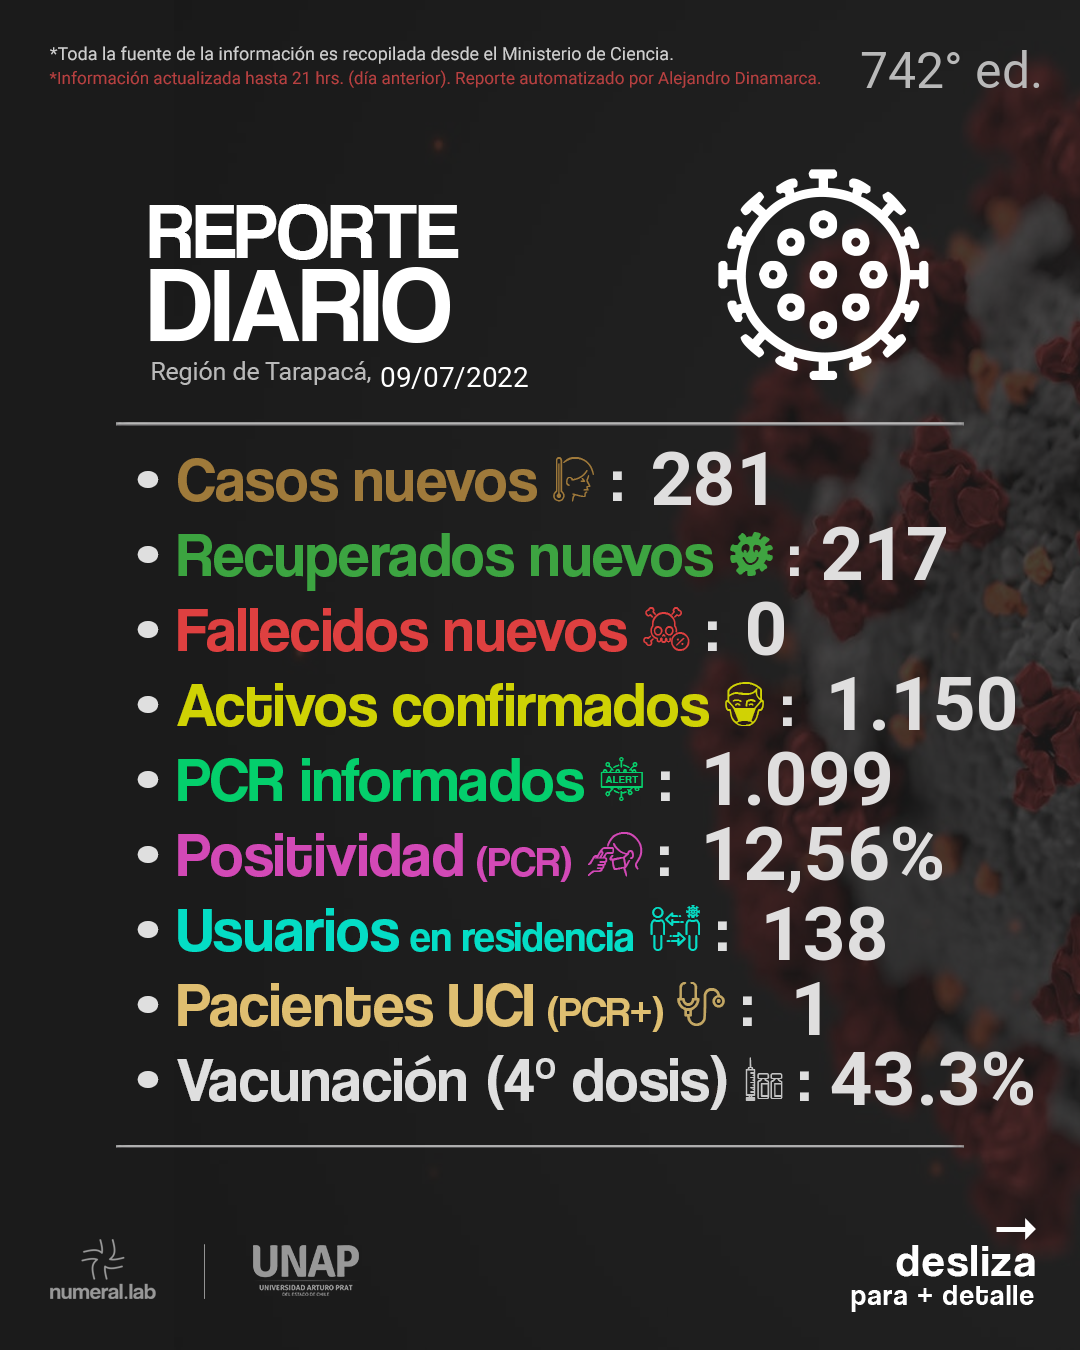 *Toda la fuente de la información es recopilada desde el Ministerio de Ciencia.
*Información actualizada hasta 21 hrs. (día anterior). Reporte automatizado por Alejandro Dinamarca.
742° ed.
REPORTE
DIARIO
Región de Tarapacá, 09/07/2022
• Casos nuevos : 281
• Recuperados nuevos : 217
• Fallecidos nuevos : 0
• Activos confirmados : 1.150
• PCR informados ALERT : 1.099
• Positividad (PCR) : 12,56%
• Usuarios en residencia : 138
• Pacientes UCI (PCR+) : 1
• Vacunación (4º dosis) : 43.3%
numeral.lab
UNAP
UNIVERSIDAD ARTURO PRAT
DEL ESTADO DE CHILE
desliza
para + detalle